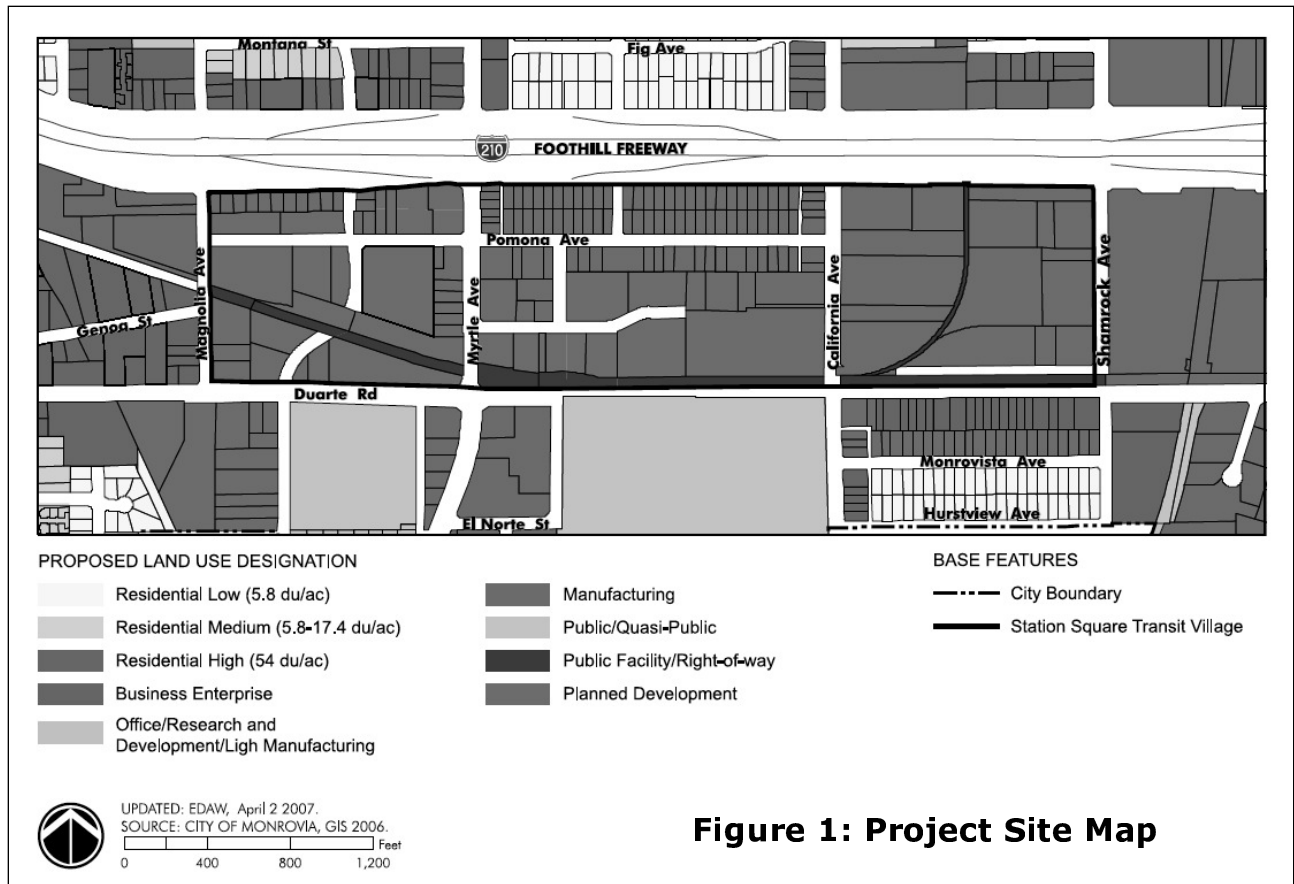 Montana St
Fig Ave
210
FOOTHILL FREEWAY
Pomona Ave
Magnolia Ave
Genoa St
Myrtle Ave
California Ave
Shamrock Ave
Duarte Rd
Monrovista Ave
El Norte St
Hurstview Ave
PROPOSED LAND USE DESIGNATION
Residential Low (5.8 du/ac)
Residential Medium (5.8-17.4 du/ac)
Residential High (54 du/ac)
Business Enterprise
Office/Research and
Development/Ligh Manufacturing
Manufacturing
Public/Quasi-Public
Public Facility/Right-of-way
Planned Development
BASE FEATURES
City Boundary
Station Square Transit Village
UPDATED: EDAW, April 2 2007.
SOURCE: CITY OF MONROVIA, GIS 2006.
Feet
0 400 800 1,200
Figure 1: Project Site Map